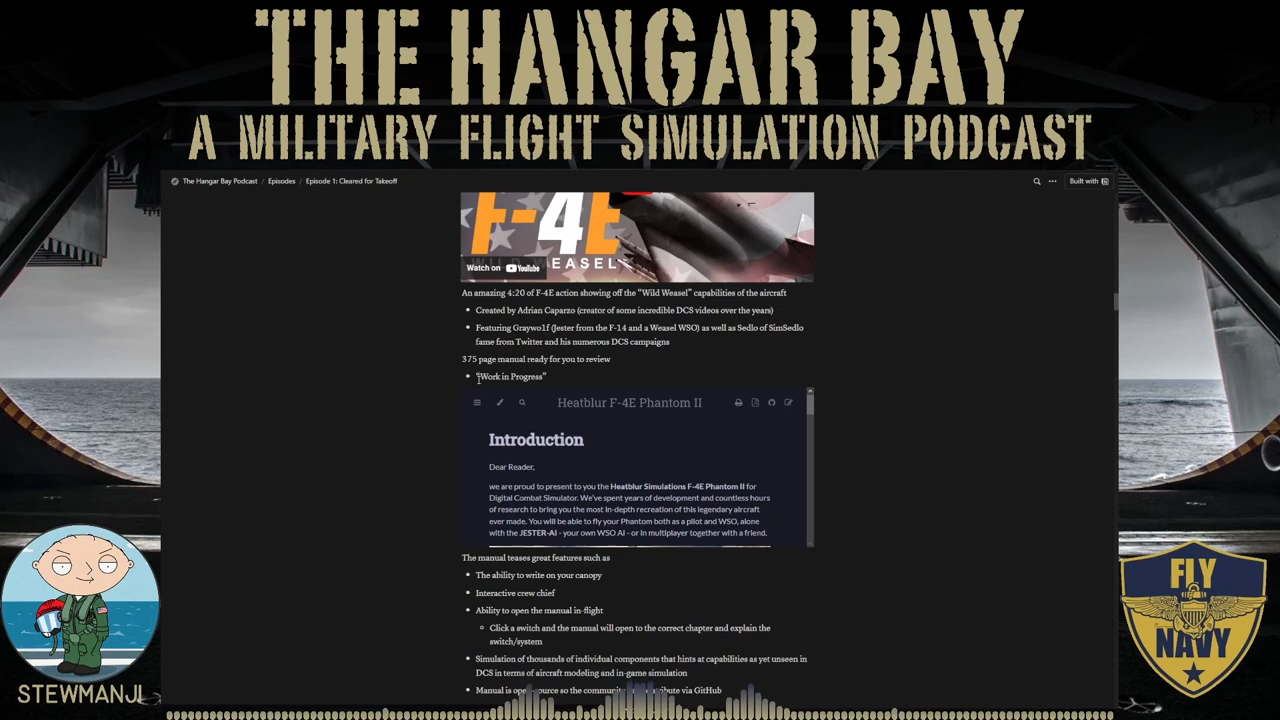 THE HANGAR BAY
A MILITARY FLIGHT SIMULATION PODCAST
The Hangar Bay Podcast / Episodes / Episode 1: Cleared for Takeoff
Built with
F-4E
WILD WEASEL
Watch on YouTube
An amazing 4:20 of F-4E action showing off the “Wild Weasel” capabilities of the aircraft
Created by Adrian Caparzo (creator of some incredible DCS videos over the years)
Featuring Graywo1f (Jester from the F-14 and a Weasel WSO) as well as Sedlo of SimSedlo
fame from Twitter and his numerous DCS campaigns
375 page manual ready for you to review
“Work in Progress”
Heatblur F-4E Phantom II
Introduction
Dear Reader,
we are proud to present to you the Heatblur Simulations F-4E Phantom II for
Digital Combat Simulator. We've spent years of development and countless hours
of research to bring you the most in-depth recreation of this legendary aircraft
ever made. You will be able to fly your Phantom both as a pilot and WSO, alone
with the JESTER-AI - your own WSO AI - or in multiplayer together with a friend.
The manual teases great features such as
The ability to write on your canopy
Interactive crew chief
Ability to open the manual in-flight
Click a switch and the manual will open to the correct chapter and explain the
switch/system
Simulation of thousands of individual components that hints at capabilities as yet unseen in
DCS in terms of aircraft modeling and in-game simulation
Manual is open source so the community contribute via GitHub
STEWMANJI
FLY
NAVY